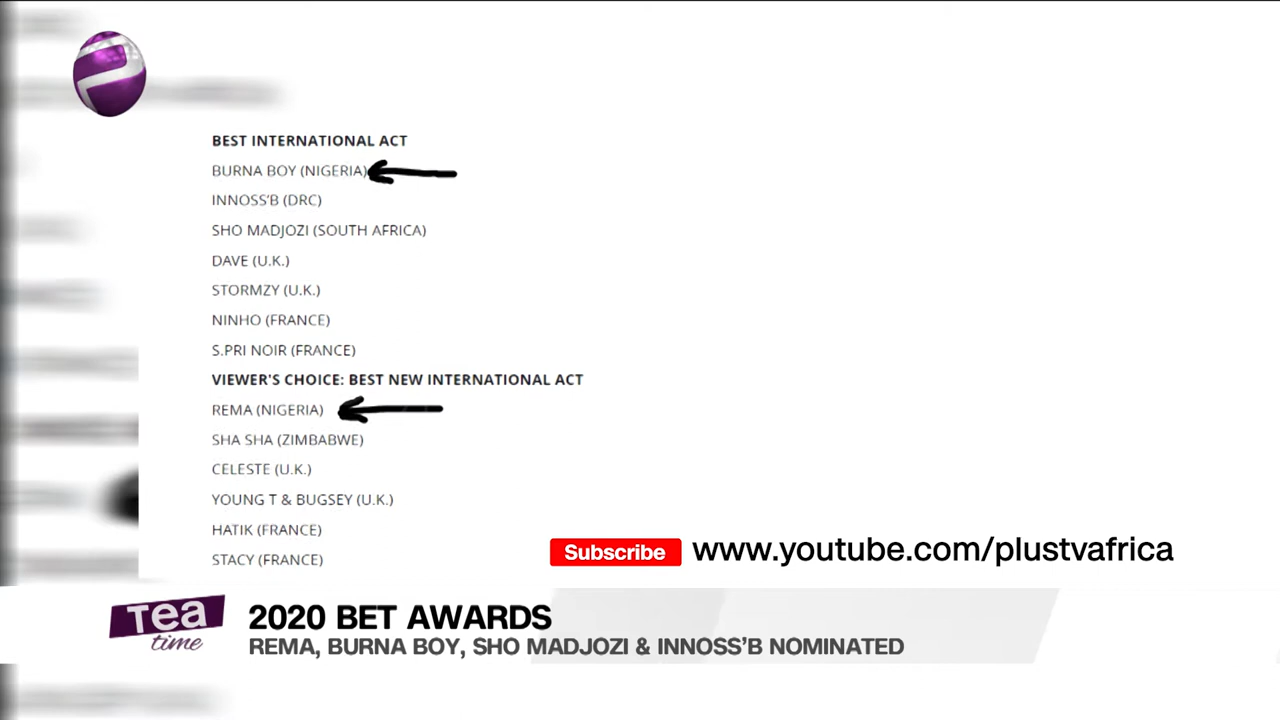 BEST INTERNATIONAL ACT
BURNA BOY (NIGERIA)
INNOSS'B (DRC)
SHO MADJOZI (SOUTH AFRICA)
DAVE (U.K.)
STORMZY (U.K.)
NINHO (FRANCE)
S.PRI NOIR (FRANCE)
VIEWER'S CHOICE: BEST NEW INTERNATIONAL ACT
REMA (NIGERIA)
SHA SHA (ZIMBABWE)
CELESTE (U.K.)
YOUNG T & BUGSEY (U.K.)
HATIK (FRANCE)
STACY (FRANCE)
Subscribe www.youtube.com/plustvafrica
Tea time
2020 BET AWARDS
REMA, BURNA BOY, SHO MADJOZI & INNOSS'B NOMINATED